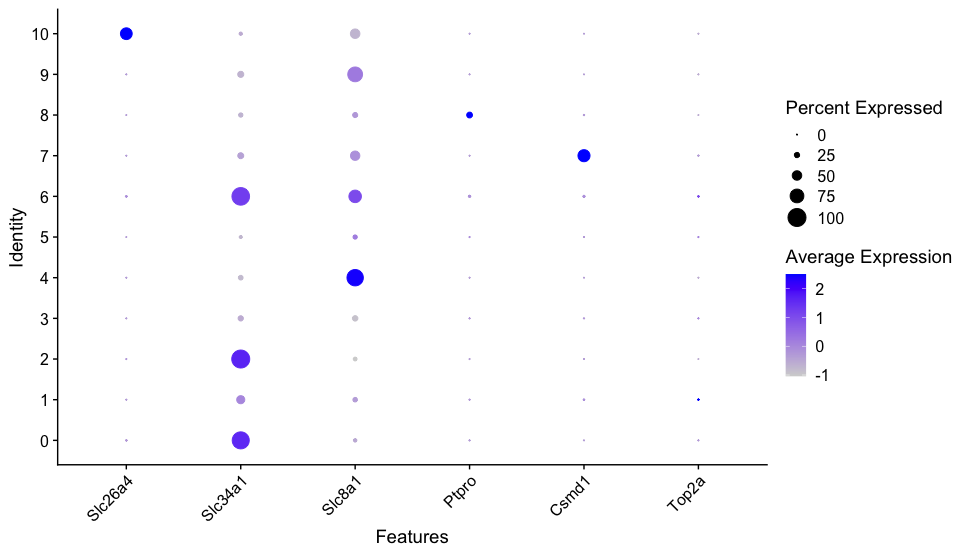 10
9
8
7
6
5
4
3
2
1
0
Identity
Slc26a4
Slc34a1
Slc8a1
Ptpro
Csmd1
Top2a
Features
Percent Expressed
0
25
50
75
100
Average Expression
2
1
0
-1